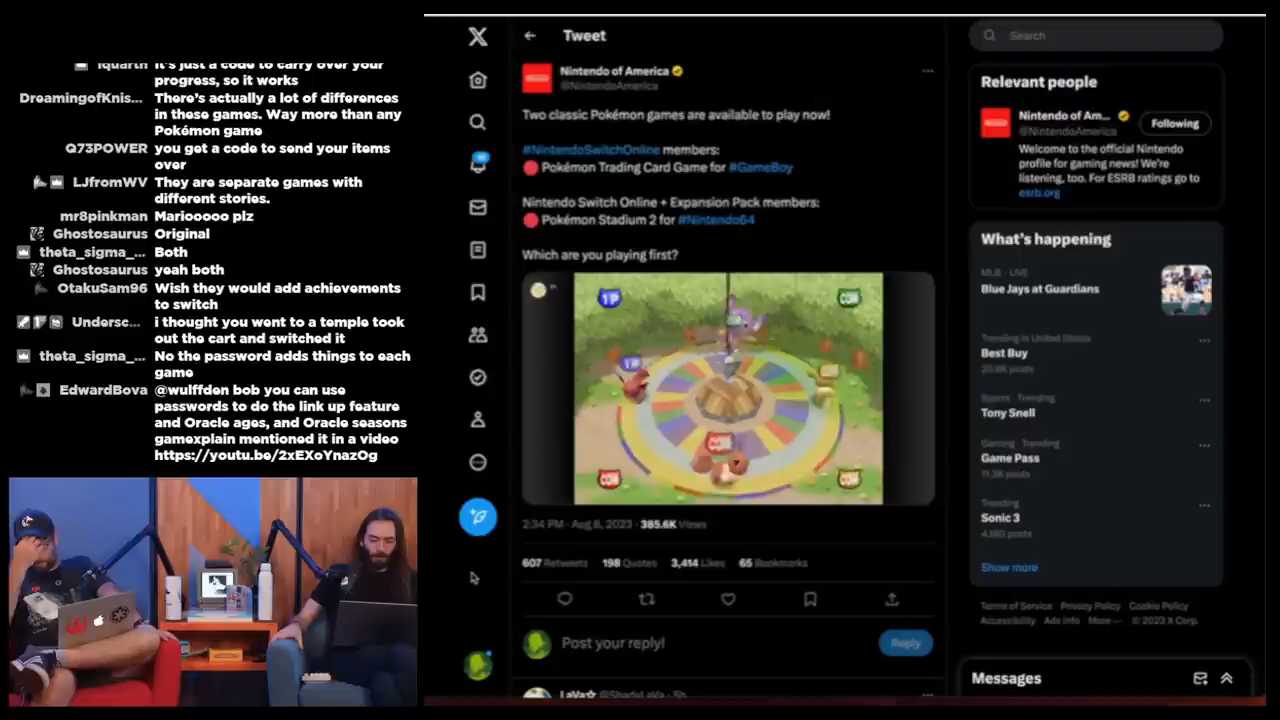 lquarth It's just a code to carry over your
progress, so it works
DreamingofKnis... There's actually a lot of differences
in these games. Way more than any
Pokémon game
Q73POWER you get a code to send your items
over
LJfromWV They are separate games with
different stories.
mr8pinkman Mariooooo plz
Ghostosaurus Original
theta_sigma_... Both
Ghostosaurus yeah both
OtakuSam96 Wish they would add achievements
to switch
Undersc... i thought you went to a temple took
out the cart and switched it
theta_sigma_... No the password adds things to each
game
EdwardBova @wulffden bob you can use
passwords to do the link up feature
and Oracle ages, and Oracle seasons
gamexplain mentioned it in a video
https://youtu.be/2xEXoYnazOg
Tweet
Nintendo of America
@NintendoAmerica
Two classic Pokémon games are available to play now!
#NintendoSwitchOnline members:
Pokémon Trading Card Game for #GameBoy
Nintendo Switch Online + Expansion Pack members:
Pokémon Stadium 2 for #Nintendo64
Which are you playing first?
1P
COM
1P
COM
COM
2:34 PM · Aug 8, 2023 · 385.6K Views
607 Retweets 198 Quotes 3,414 Likes 65 Bookmarks
Post your reply!
Reply
LaVa☆ @ShadyLaVa · 5h
Search
Relevant people
Nintendo of Am...
@NintendoAmerica
Following
Welcome to the official Nintendo
profile for gaming news! We're
listening, too. For ESRB ratings go to
esrb.org
What's happening
MLB · LIVE
Blue Jays at Guardians
Trending in United States
Best Buy
20.8K posts
Sports · Trending
Tony Snell
Gaming · Trending
Game Pass
11.3K posts
Trending
Sonic 3
4,180 posts
Show more
Terms of Service Privacy Policy Cookie Policy
Accessibility Ads info More ··· © 2023 X Corp.
Messages